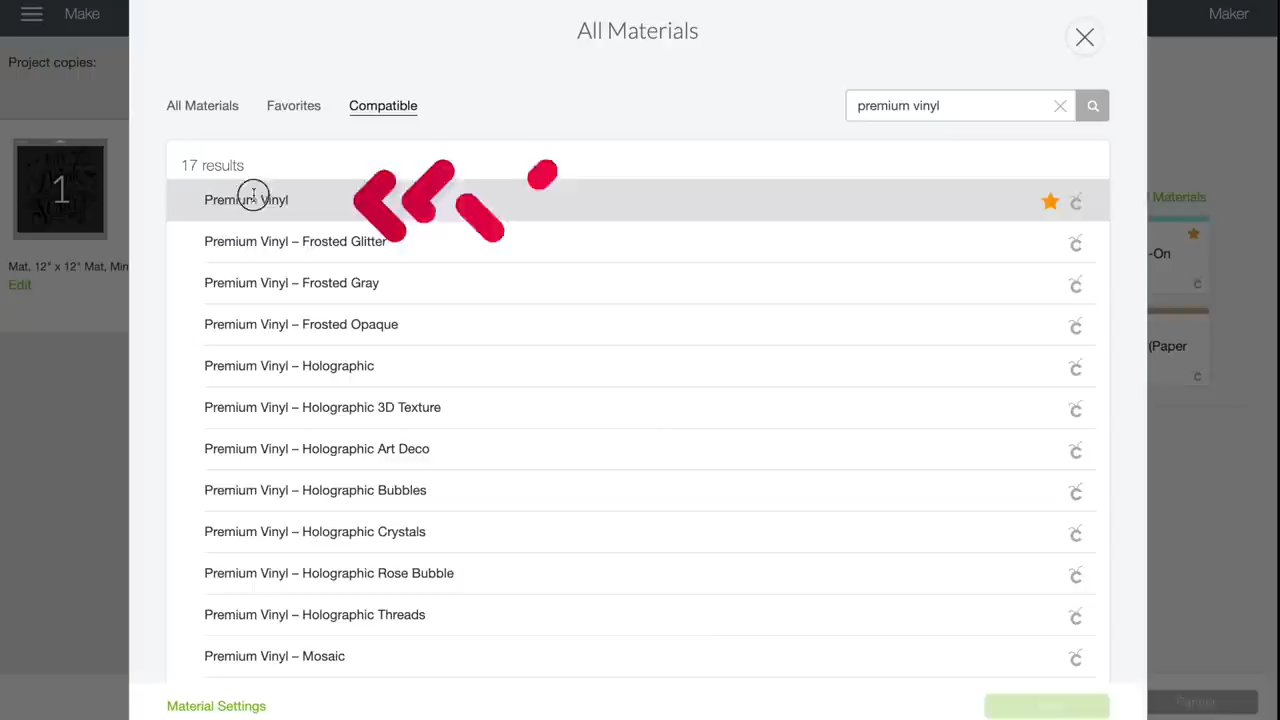 Make
Maker
All Materials
Project copies:
All Materials Favorites Compatible
premium vinyl
17 results
1
Premium Vinyl
Materials
Premium Vinyl – Frosted Glitter
-On
Mat, 12" x 12" Mat, Mirr
Edit
Premium Vinyl – Frosted Gray
Premium Vinyl – Frosted Opaque
(Paper
Premium Vinyl – Holographic
Premium Vinyl – Holographic 3D Texture
Premium Vinyl – Holographic Art Deco
Premium Vinyl – Holographic Bubbles
Premium Vinyl – Holographic Crystals
Premium Vinyl – Holographic Rose Bubble
Premium Vinyl – Holographic Threads
Premium Vinyl – Mosaic
Material Settings